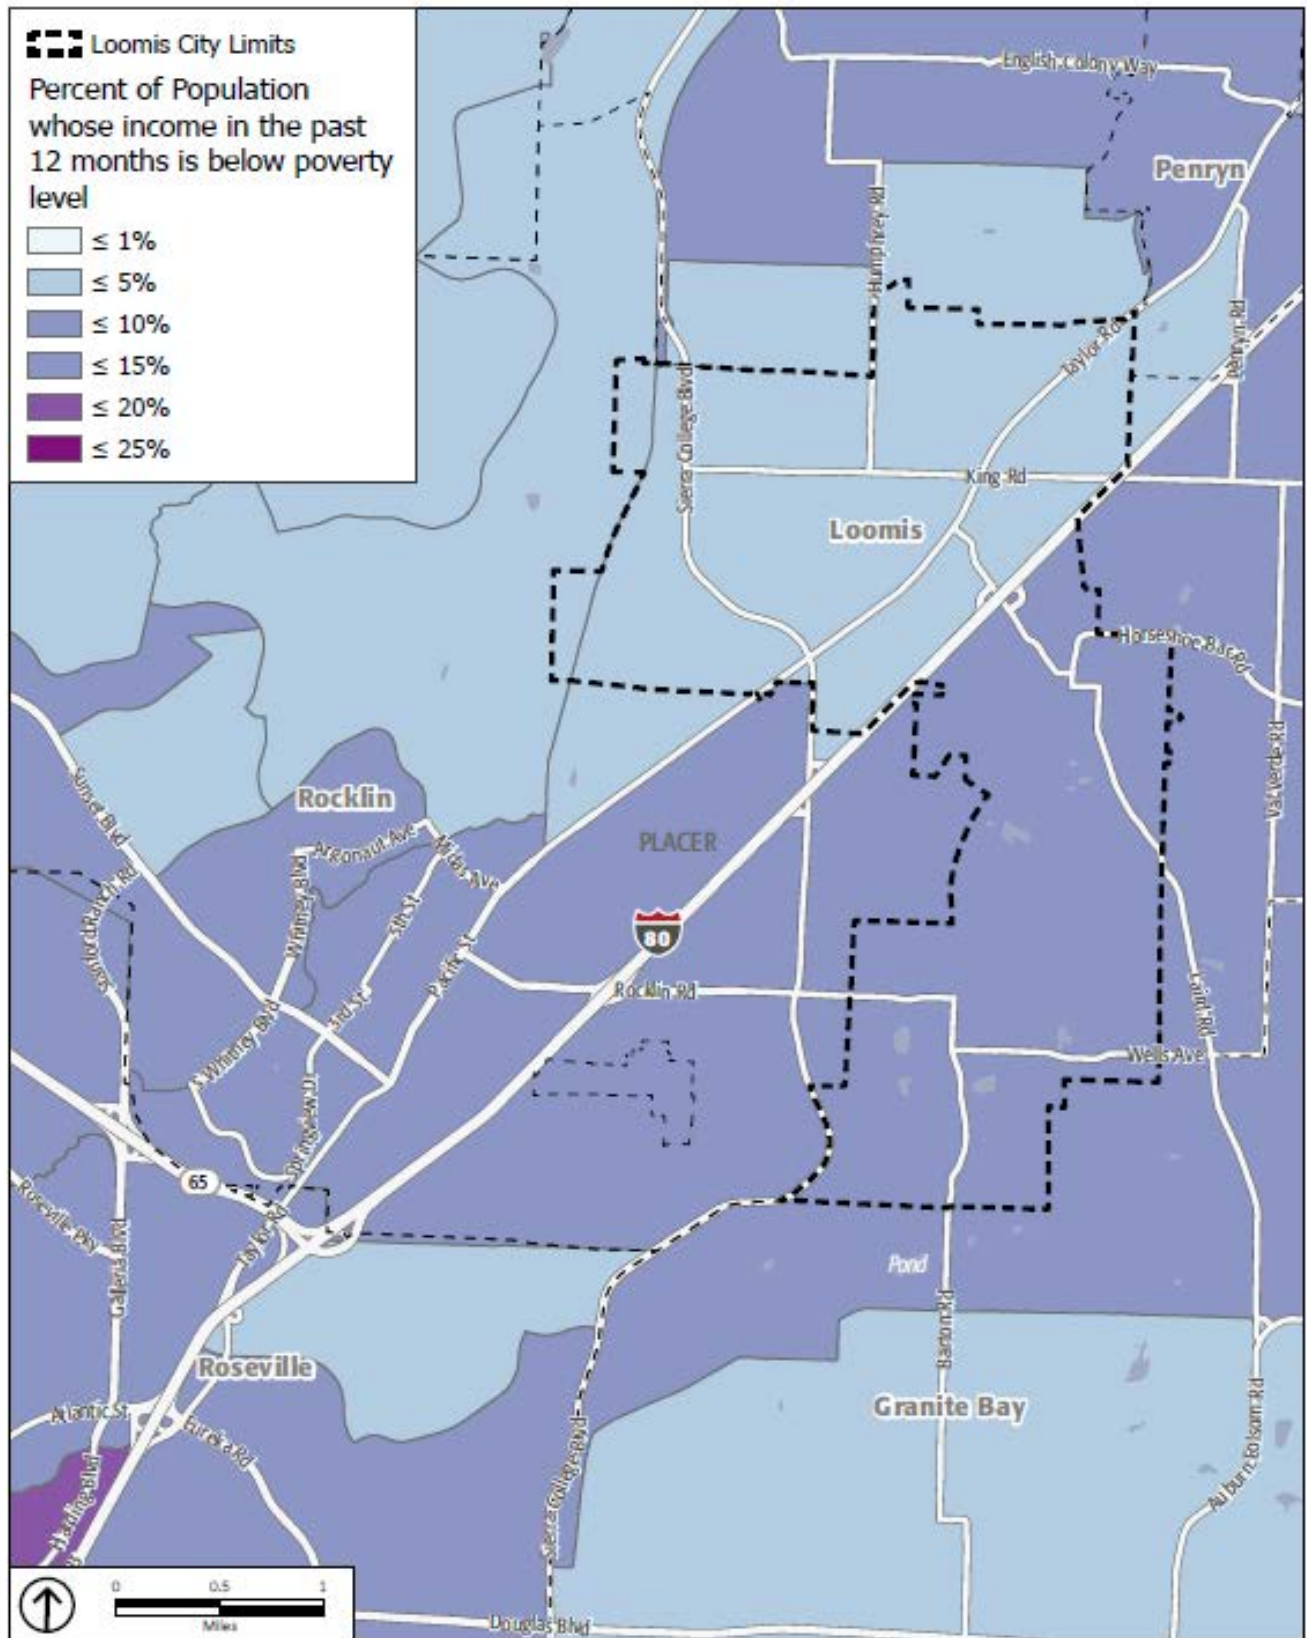 Loomis City Limits
Percent of Population
whose income in the past
12 months is below poverty
level
≤ 1%
≤ 5%
≤ 10%
≤ 15%
≤ 20%
≤ 25%
English Colony Way
Penryn
Humphrey Rd
Taylor Rd
Penryn Rd
Sierra College Blvd
King Rd
Loomis
Horseshoe Bar Rd
Val Verde Rd
Sunset Blvd
Rocklin
Argonaut Ave
Midas Ave
PLACER
Whitney Blvd
5th St
Pacific St
80
Rocklin Rd
3rd St
S Whitney Blvd
Springview Dr
Laird Rd
Wells Ave
65
Roseville Pky
Galleria Blvd
Pond
Barton Rd
Roseville
Granite Bay
Atlantic St
Eureka Rd
Harding Blvd
Sierra College Blvd
Auburn Folsom Rd
0 0.5 1
Miles
Douglas Blvd